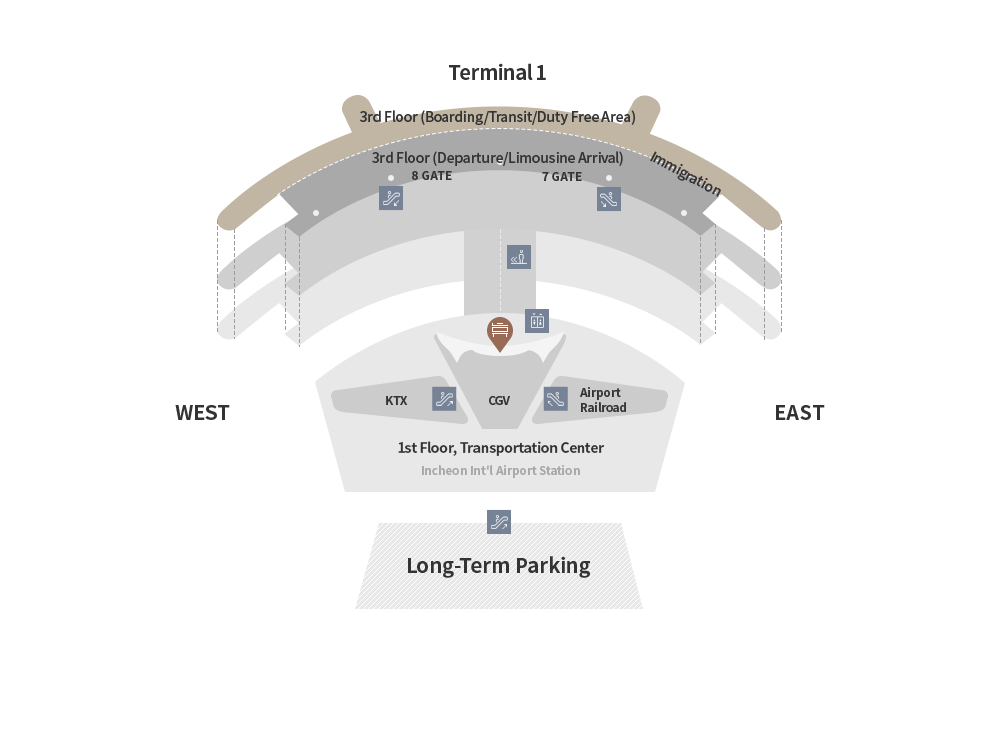 Terminal 1
3rd Floor (Boarding/Transit/Duty Free Area)
3rd Floor (Departure/Limousine Arrival)
Immigration
8 GATE
7 GATE
WEST
KTX
CGV
Airport
Railroad
EAST
1st Floor, Transportation Center
Incheon Int'l Airport Station
Long-Term Parking